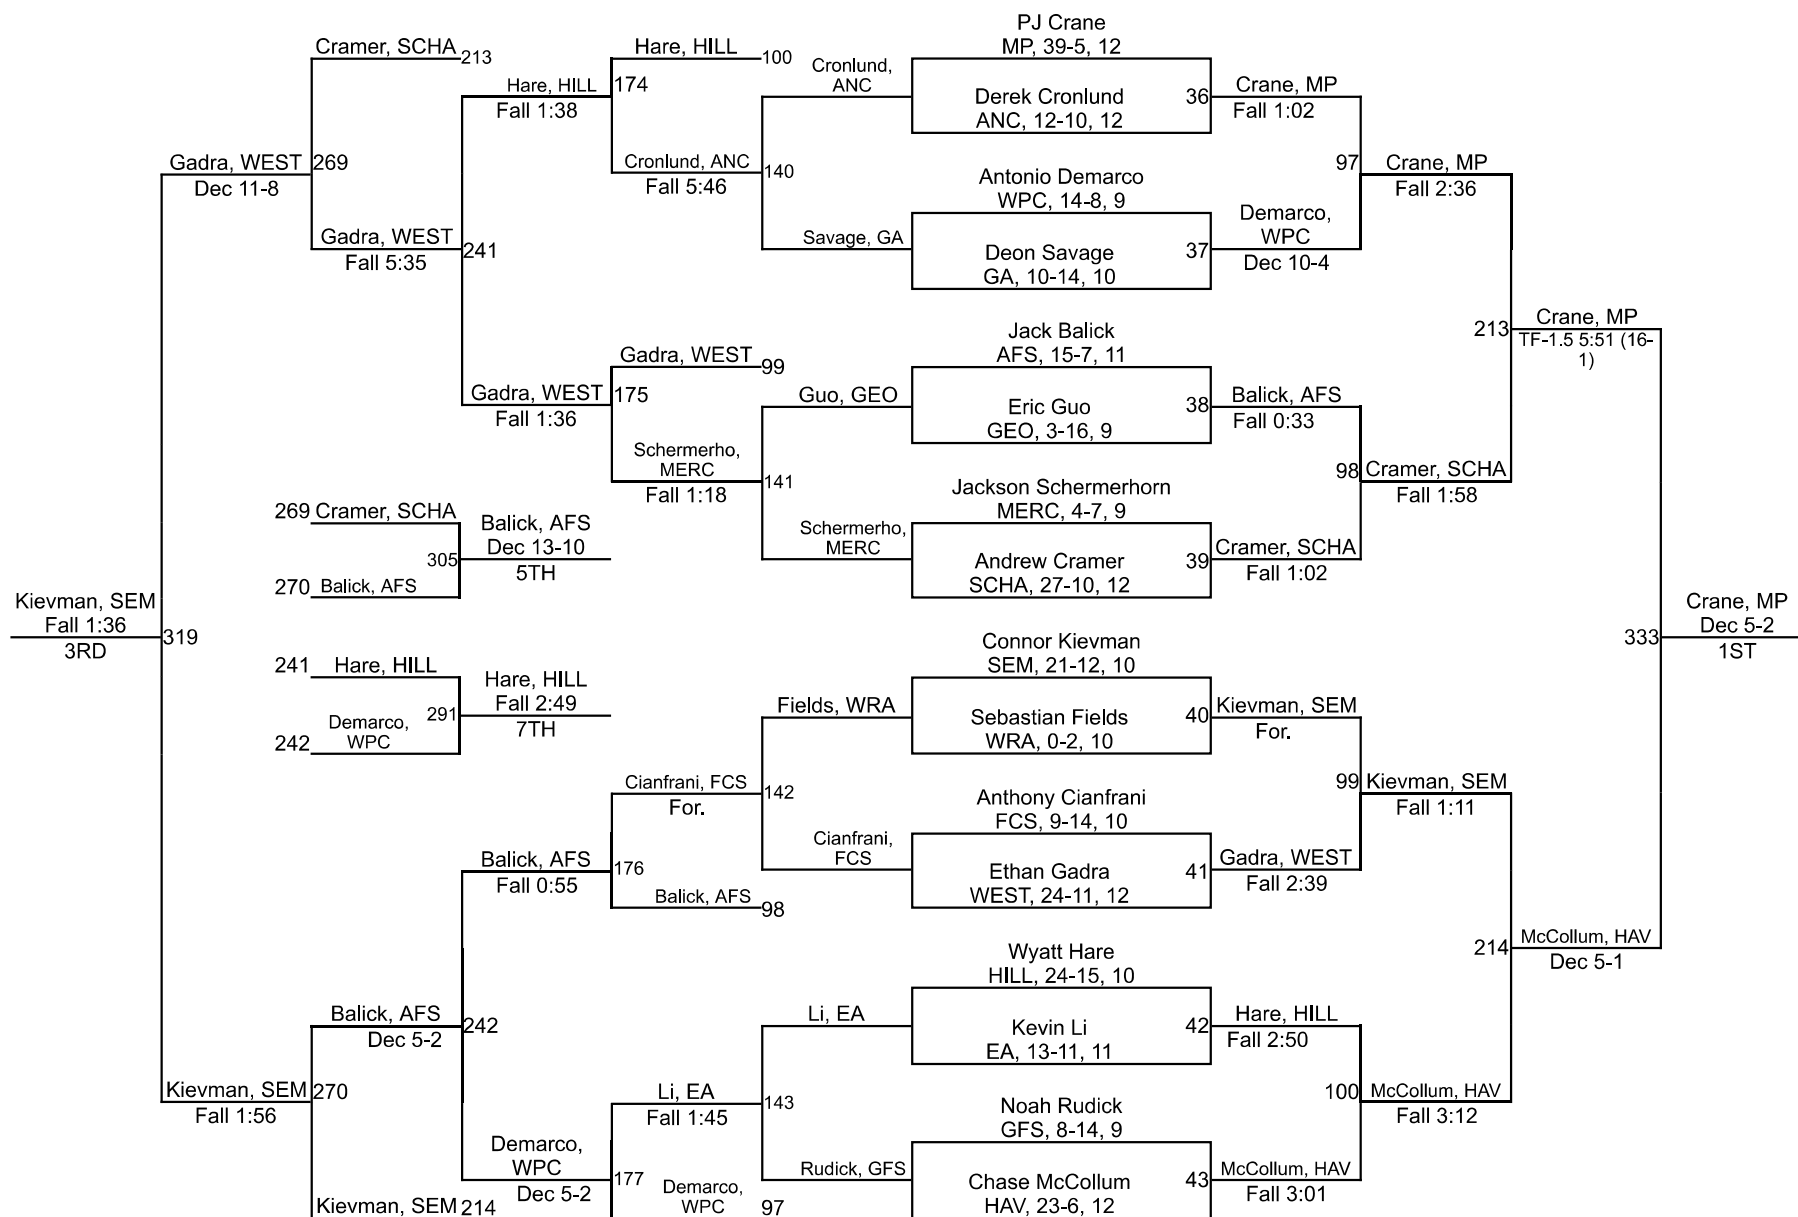 PJ Crane
MP, 39-5, 12
Cramer, SCHA 213
Hare, HILL 100
Cronlund,
ANC
Hare, HILL 174
Fall 1:38
Derek Cronlund 36
ANC, 12-10, 12
Crane, MP
Fall 1:02
Gadra, WEST 269
Dec 11-8
Cronlund, ANC 140
Fall 5:46
Antonio Demarco
WPC, 14-8, 9
97 Crane, MP
Fall 2:36
Gadra, WEST 241
Fall 5:35
Savage, GA
Deon Savage 37
GA, 10-14, 10
Demarco,
WPC
Dec 10-4
Jack Balick
AFS, 15-7, 11
213 Crane, MP
TF-1.5 5:51 (16-
1)
Gadra, WEST 99
Gadra, WEST 175
Fall 1:36
Guo, GEO
Eric Guo 38
GEO, 3-16, 9
Balick, AFS
Fall 0:33
Schermerho,
MERC 141
Fall 1:18
Jackson Schermerhorn
MERC, 4-7, 9
98 Cramer, SCHA
Fall 1:58
269 Cramer, SCHA
305
270 Balick, AFS
Balick, AFS
Dec 13-10
5TH
Schermerho,
MERC
Andrew Cramer 39
SCHA, 27-10, 12
Cramer, SCHA
Fall 1:02
Kievman, SEM
Fall 1:36
3RD
319
Connor Kievman
SEM, 21-12, 10
333
Crane, MP
Dec 5-2
1ST
241 Hare, HILL
291
242 Demarco,
WPC
Hare, HILL
Fall 2:49
7TH
Fields, WRA
Sebastian Fields 40
WRA, 0-2, 10
Kievman, SEM
For.
Cianfrani, FCS 142
For.
Anthony Cianfrani
FCS, 9-14, 10
99 Kievman, SEM
Fall 1:11
Balick, AFS 176
Fall 0:55
Cianfrani,
FCS
Ethan Gadra 41
WEST, 24-11, 12
Gadra, WEST
Fall 2:39
Balick, AFS 98
Wyatt Hare
HILL, 24-15, 10
214 McCollum, HAV
Dec 5-1
Balick, AFS 242
Dec 5-2
Li, EA
Kevin Li 42
EA, 13-11, 11
Hare, HILL
Fall 2:50
Kievman, SEM 270
Fall 1:56
Li, EA 143
Fall 1:45
Noah Rudick
GFS, 8-14, 9
100 McCollum, HAV
Fall 3:12
Demarco,
WPC 177
Dec 5-2
Rudick, GFS
Chase McCollum 43
HAV, 23-6, 12
McCollum, HAV
Fall 3:01
Kievman, SEM 214
Demarco,
WPC 97